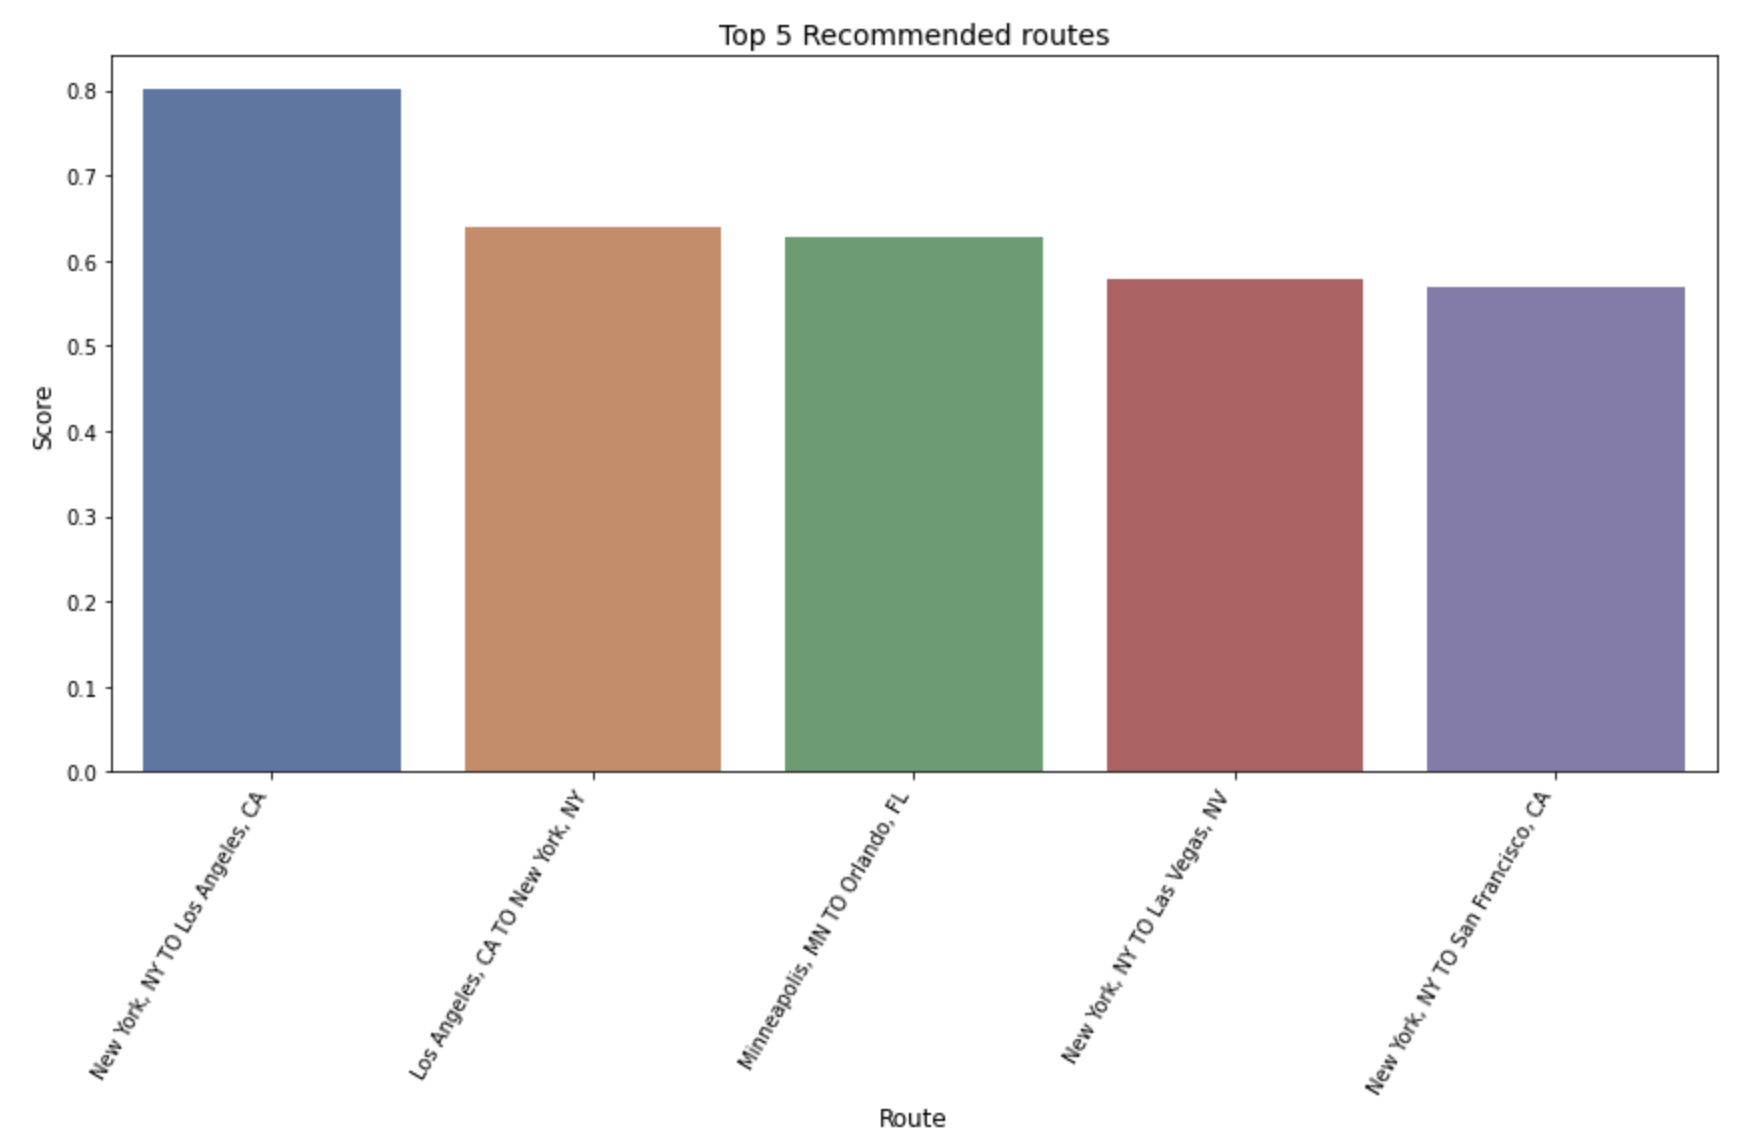 Top 5 Recommended routes
0.8
0.7
0.6
0.5
0.4
0.3
0.2
0.1
0.0
Score
New York, NY TO Los Angeles, CA
Los Angeles, CA TO New York, NY
Minneapolis, MN TO Orlando, FL
New York, NY TO Las Vegas, NV
New York, NY TO San Francisco, CA
Route